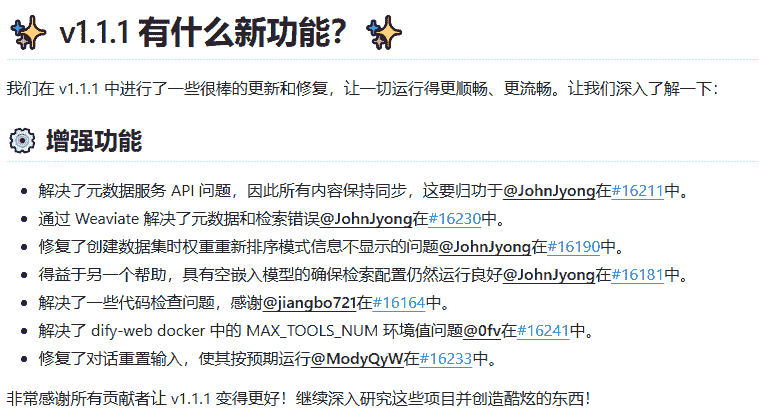 v1.1.1 有什么新功能？
我们在 v1.1.1 中进行了一些很棒的更新和修复，让一切运行得更顺畅、更流畅。让我们深入了解一下：
增强功能
解决了元数据服务 API 问题，因此所有内容保持同步，这要归功于@JohnJyong在#16211中。
通过 Weaviate 解决了元数据和检索错误@JohnJyong在#16230中。
修复了创建数据集时权重重新排序模式信息不显示的问题@JohnJyong在#16190中。
得益于另一个帮助，具有空嵌入模型的确保检索配置仍然运行良好@JohnJyong在#16181中。
解决了一些代码检查问题，感谢@jiangbo721在#16164中。
解决了 dify-web docker 中的 MAX_TOOLS_NUM 环境值问题@0fv在#16241中。
修复了对话重置输入，使其按预期运行@ModyQyW在#16233中。
非常感谢所有贡献者让 v1.1.1 变得更好！继续深入研究这些项目并创造酷炫的东西！